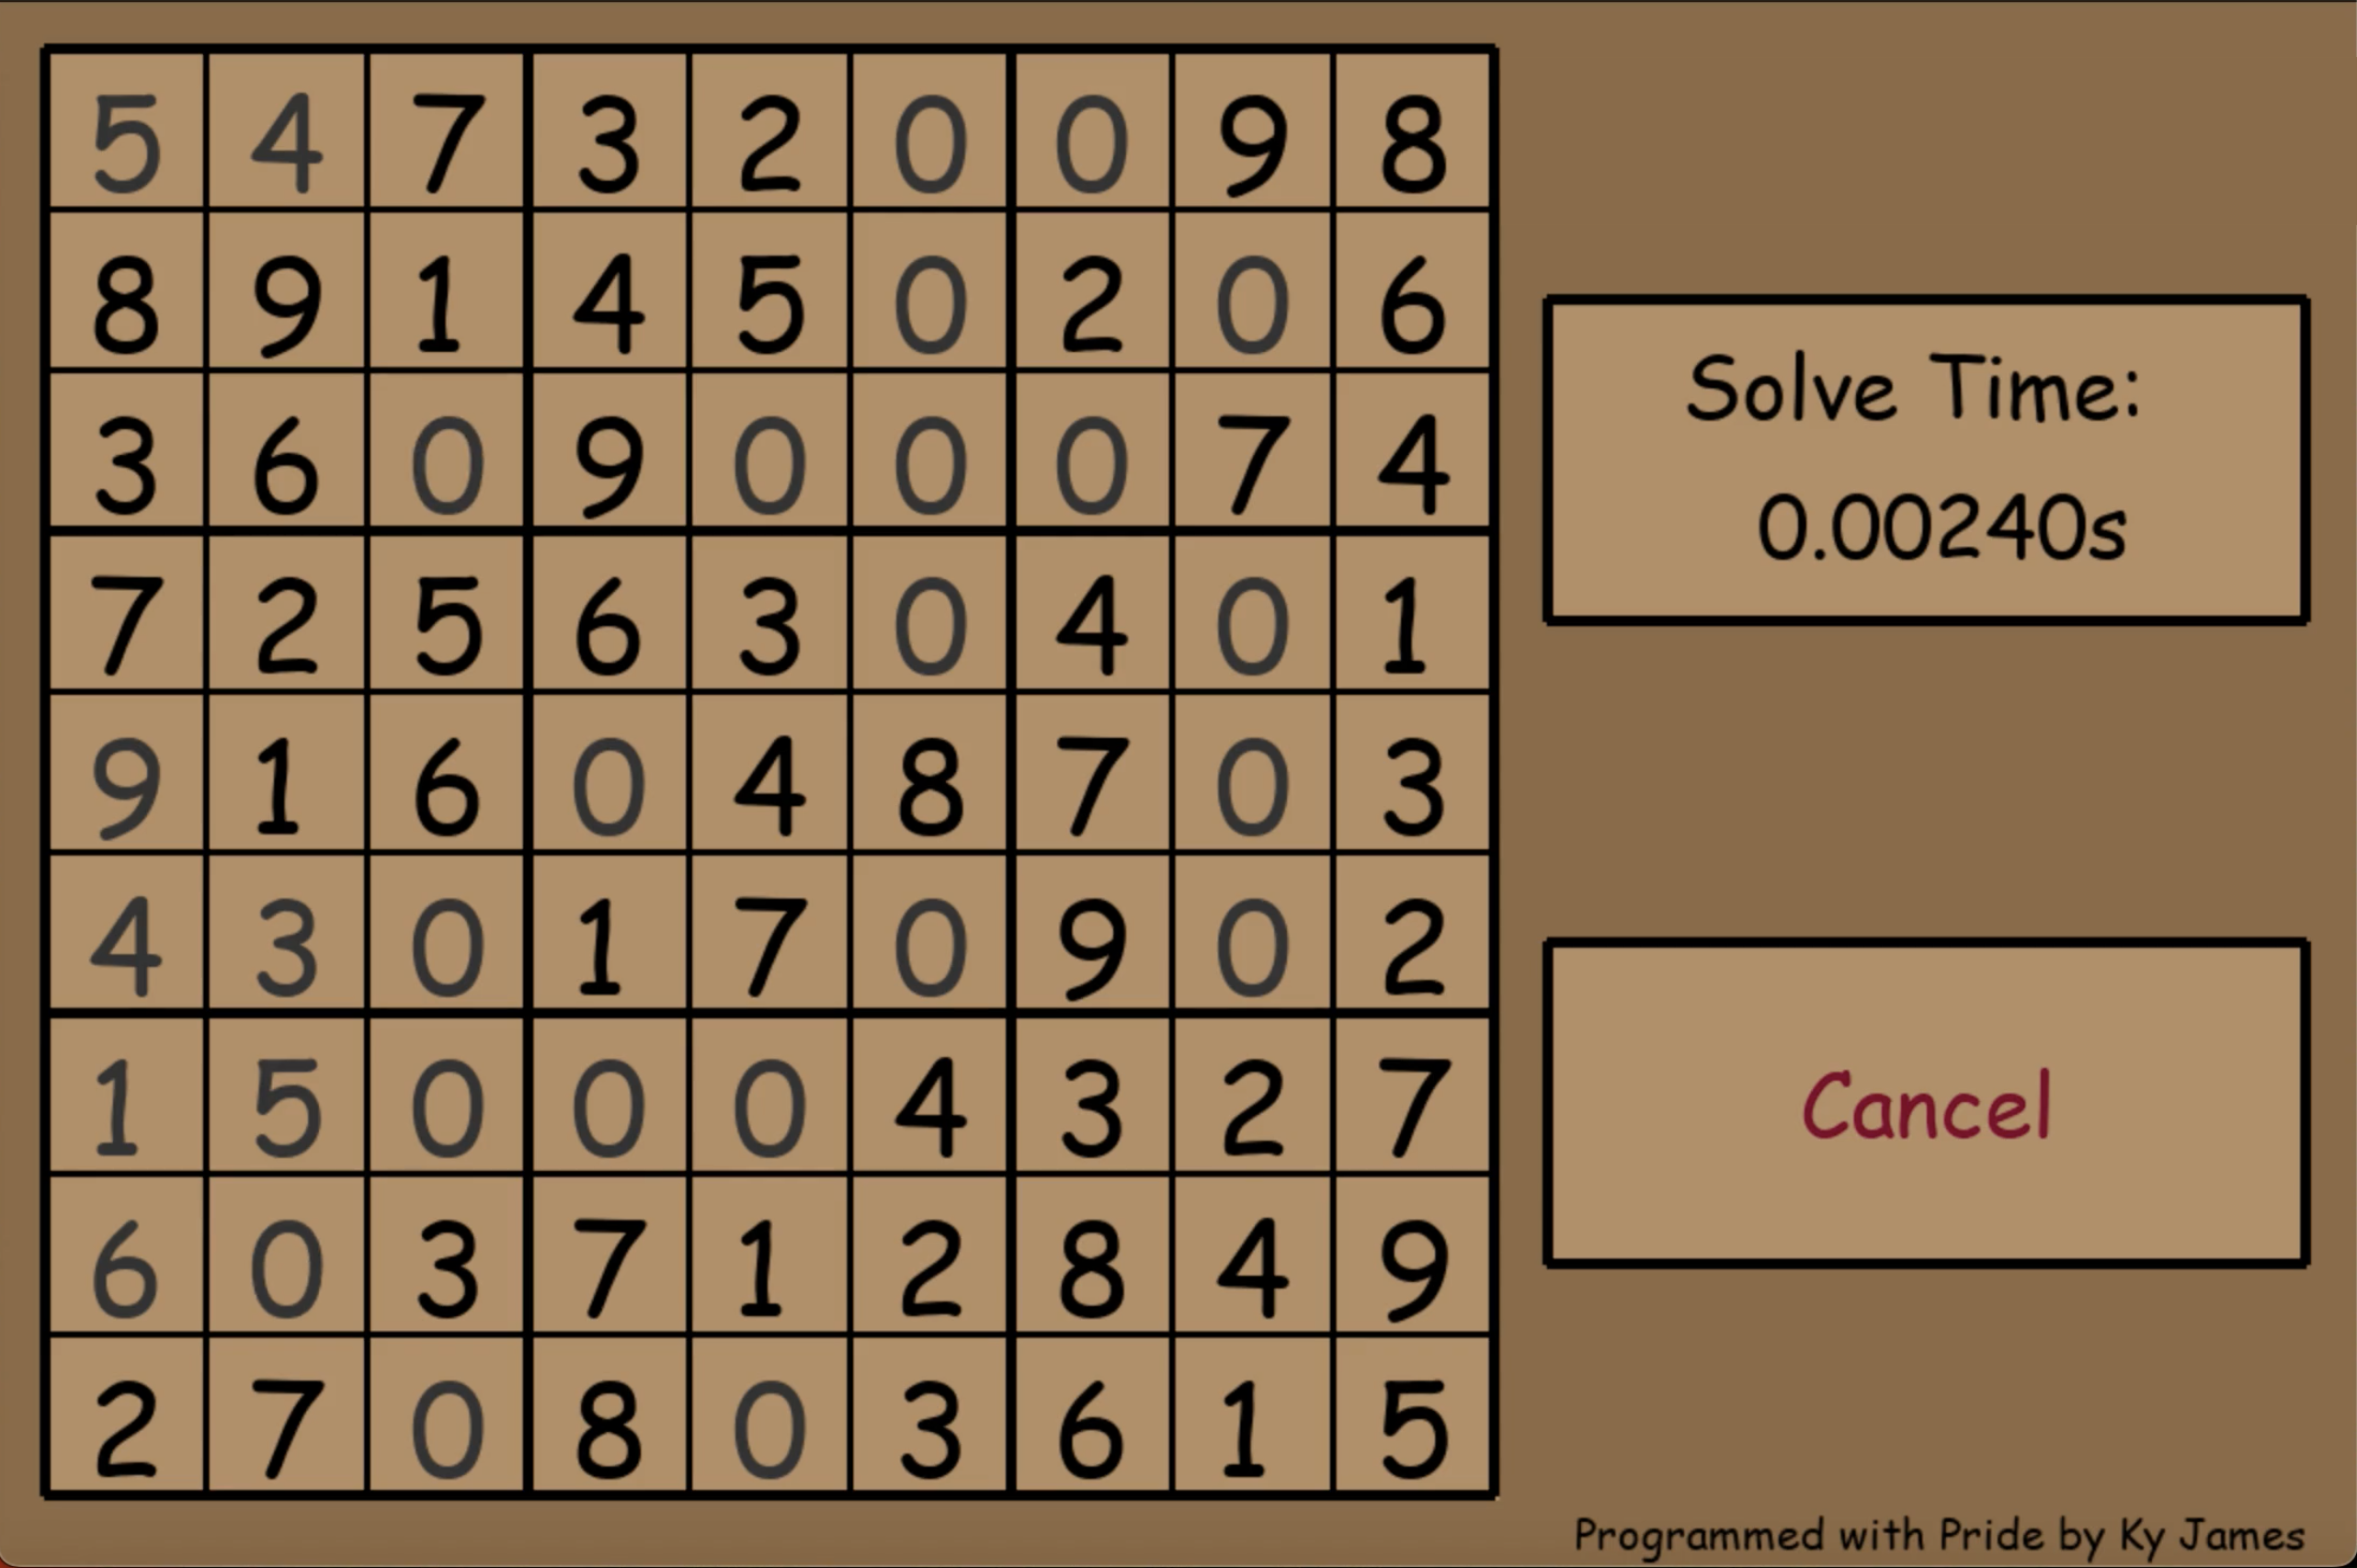 5 4 7 3 2 0 0 9 8
8 9 1 4 5 0 2 0 6
3 6 0 9 0 0 0 7 4
7 2 5 6 3 0 4 0 1
9 1 6 0 4 8 7 0 3
4 3 0 1 7 0 9 0 2
1 5 0 0 0 4 3 2 7
6 0 3 7 1 2 8 4 9
2 7 0 8 0 3 6 1 5
Solve Time:
0.00240s
Cancel
Programmed with Pride by Ky James